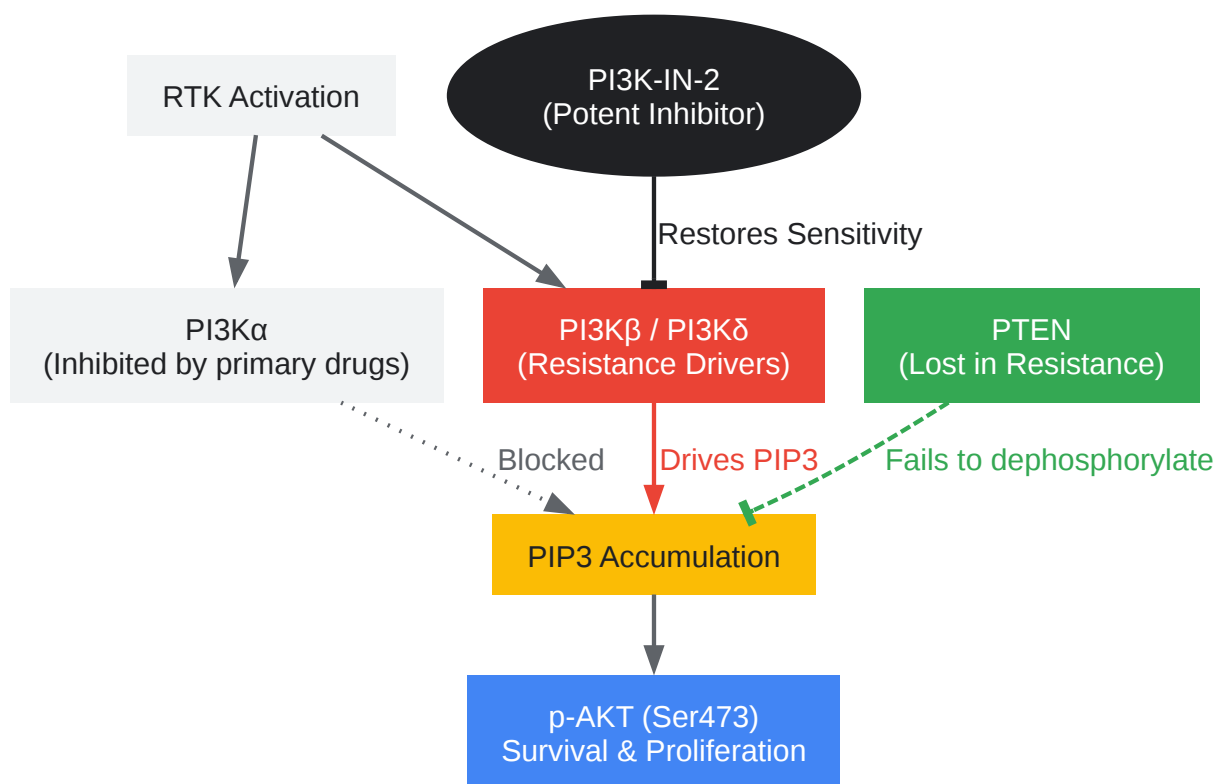 RTK Activation
PI3K-IN-2
(Potent Inhibitor)
Restores Sensitivity
PI3Kα
(Inhibited by primary drugs)
PI3Kβ / PI3Kδ
(Resistance Drivers)
PTEN
(Lost in Resistance)
Blocked
Drives PIP3
Fails to dephosphorylate
PIP3 Accumulation
p-AKT (Ser473)
Survival & Proliferation